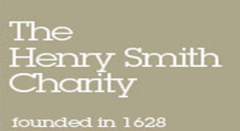 The
Henry Smith
Charity
founded in 1628